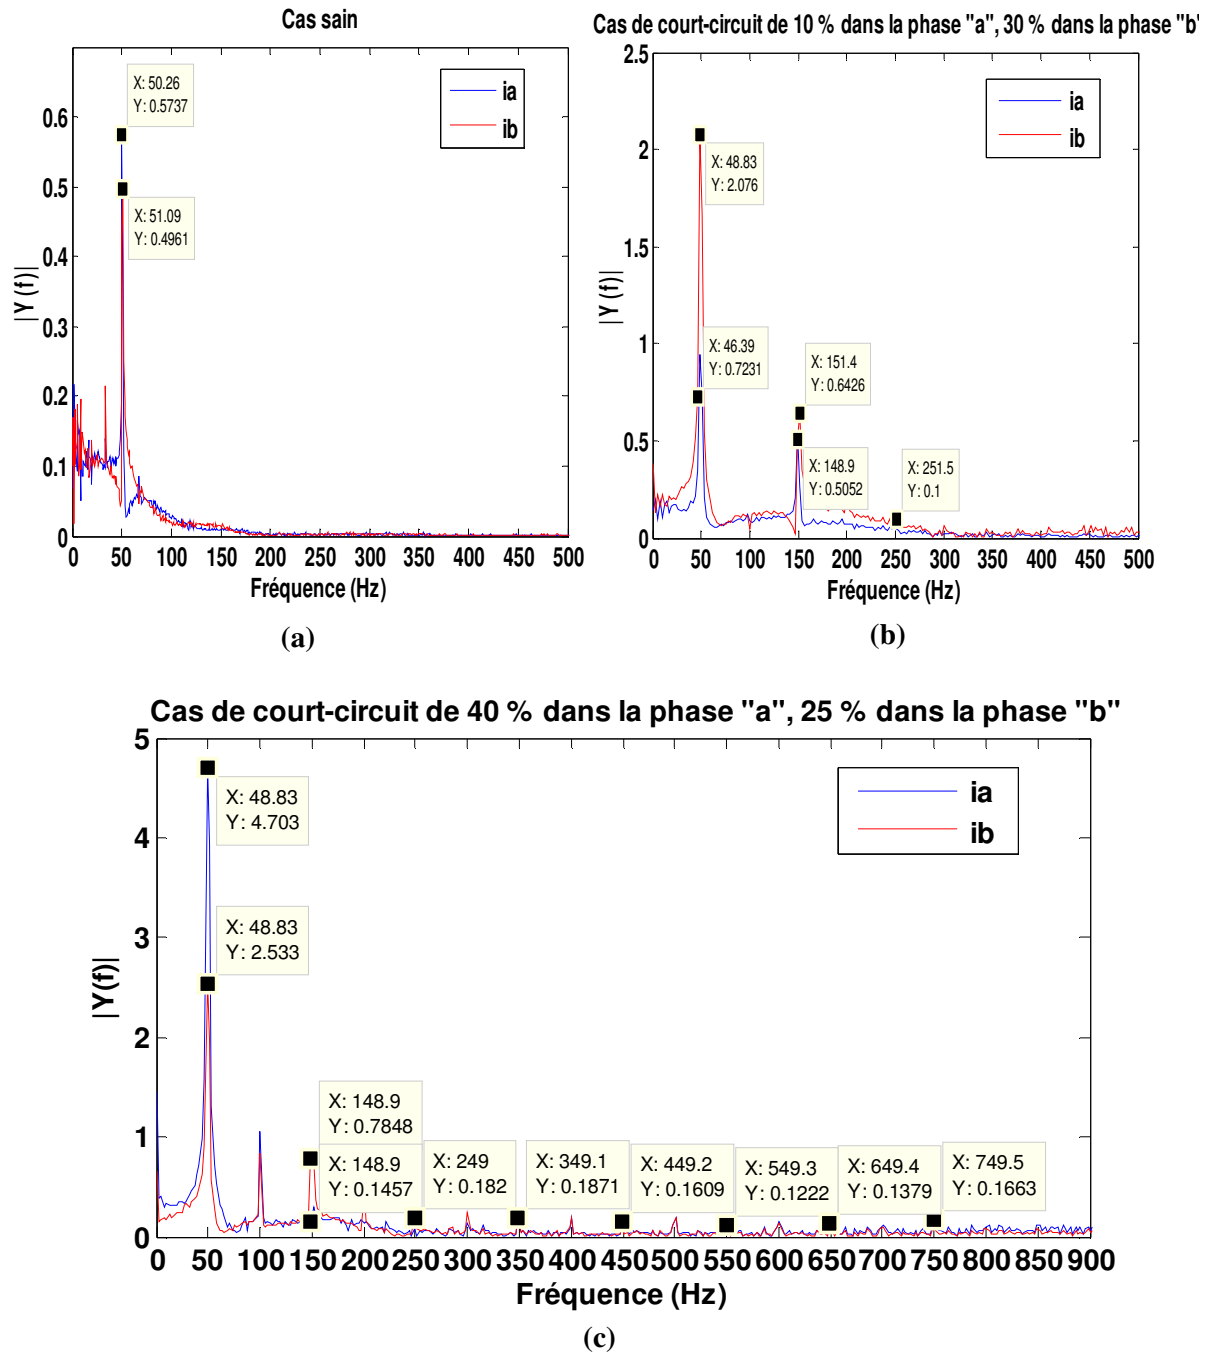 Cas sain
X: 50.26
Y: 0.5737
X: 51.09
Y: 0.4961
ia
ib
|Y (f)|
0.6
0.5
0.4
0.3
0.2
0.1
0
0 50 100 150 200 250 300 350 400 450 500
Fréquence (Hz)
(a)
Cas de court-circuit de 10 % dans la phase "a", 30 % dans la phase "b"
X: 48.83
Y: 2.076
X: 46.39
Y: 0.7231
X: 151.4
Y: 0.6426
X: 148.9
Y: 0.5052
X: 251.5
Y: 0.1
ia
ib
|Y (f)|
2.5
2
1.5
1
0.5
0
0 50 100 150 200 250 300 350 400 450 500
Fréquence (Hz)
(b)
Cas de court-circuit de 40 % dans la phase "a", 25 % dans la phase "b"
X: 48.83
Y: 4.703
X: 48.83
Y: 2.533
X: 148.9
Y: 0.7848
X: 148.9
Y: 0.1457
X: 249
Y: 0.182
X: 349.1
Y: 0.1871
X: 449.2
Y: 0.1609
X: 549.3
Y: 0.1222
X: 649.4
Y: 0.1379
X: 749.5
Y: 0.1663
ia
ib
|Y(f)|
5
4
3
2
1
0
0 50 100 150 200 250 300 350 400 450 500 550 600 650 700 750 800 850 900
Fréquence (Hz)
(c)